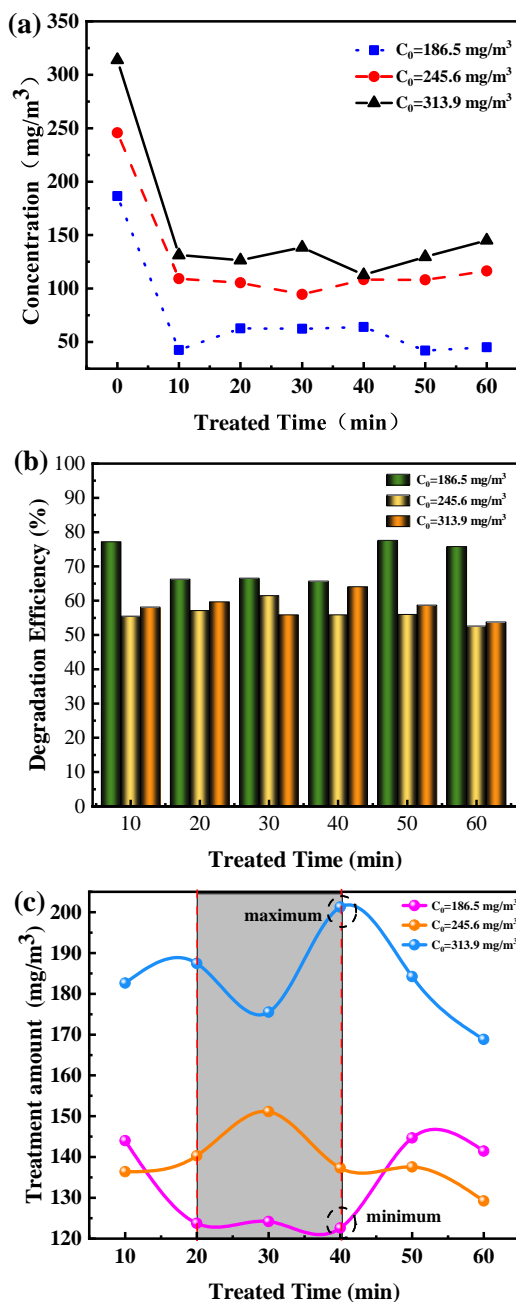 (a)
350
300
250
200
150
100
50
Concentration（mg/m³）
C₀=186.5 mg/m³
C₀=245.6 mg/m³
C₀=313.9 mg/m³
0 10 20 30 40 50 60
Treated Time（min）
(b)
100
90
80
70
60
50
40
30
20
10
0
Degradation Efficiency (%)
C₀=186.5 mg/m³
C₀=245.6 mg/m³
C₀=313.9 mg/m³
10 20 30 40 50 60
Treated Time (min)
(c)
200
190
180
170
160
150
140
130
120
Treatment amount (mg/m³)
C₀=186.5 mg/m³
C₀=245.6 mg/m³
C₀=313.9 mg/m³
maximum
minimum
10 20 30 40 50 60
Treated Time (min)